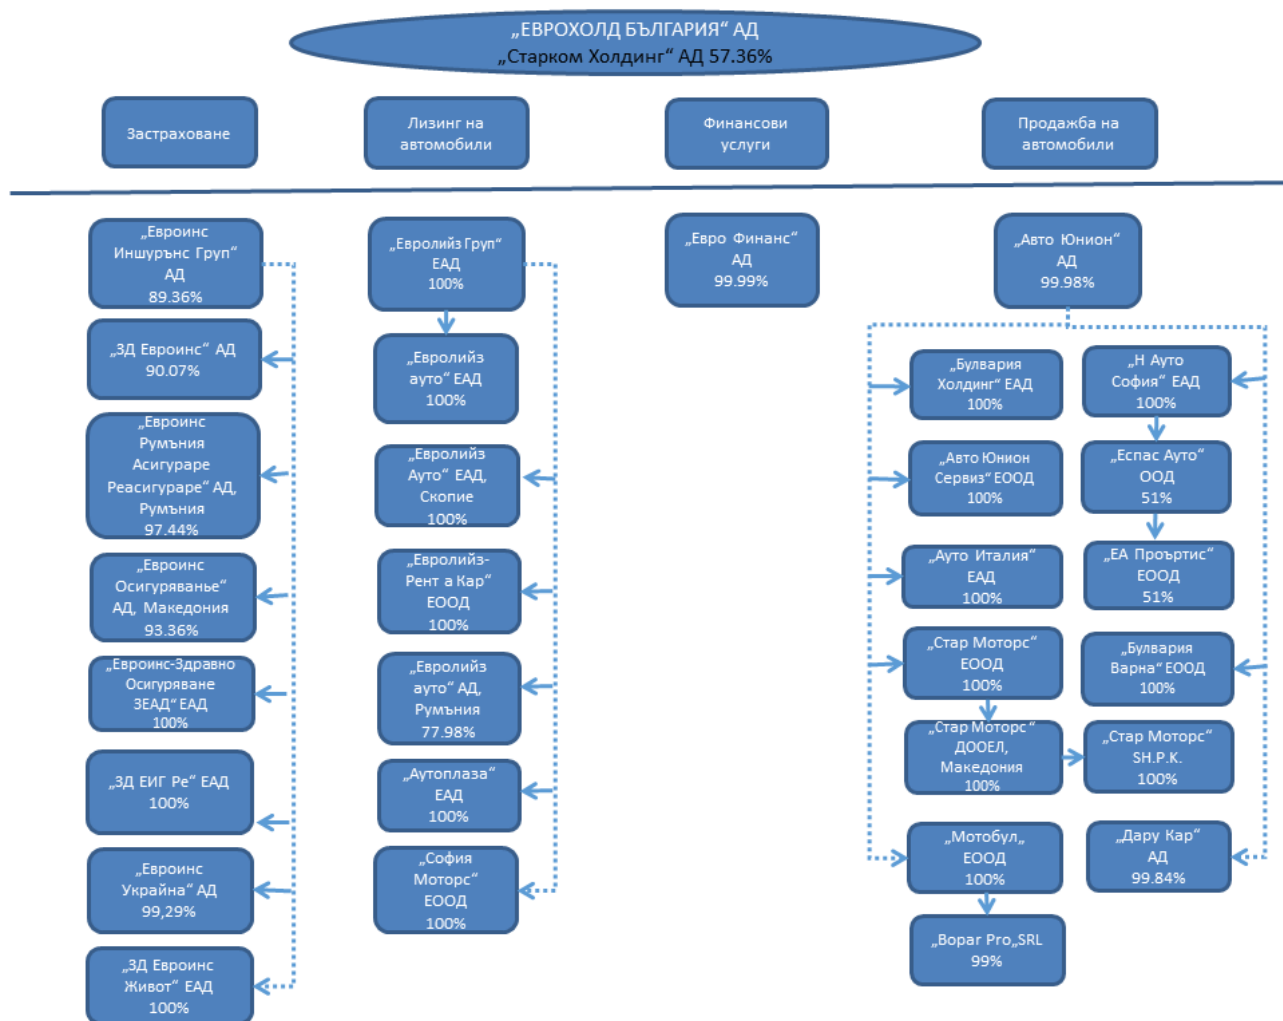 „ЕВРОХОЛД БЪЛГАРИЯ“ АД
„Старком Холдинг“ АД 57.36%
Застраховане
Лизинг на
автомобили
Финансови
услуги
Продажба на
автомобили
„Евроинс
Иншурънс Груп“
АД
89.36%
„ЗД Евроинс“ АД
90.07%
„Евроинс
Румъния
Асигураре
Реасигураре“ АД,
Румъния
97.44%
„Евроинс
Осигуряванье“
АД, Македония
93.36%
„Евроинс-Здравно
Осигуряване
ЗЕАД“ ЕАД
100%
„ЗД ЕИГ Ре“ ЕАД
100%
„Евроинс
Украйна“ АД
99,29%
„ЗД Евроинс
Живот“ ЕАД
100%
„Евролийз Груп“
ЕАД
100%
„Евролийз
ауто“ ЕАД
100%
„Евролийз
Ауто“ ЕАД,
Скопие
100%
„Евролийз-
Рент а Кар“
ЕООД
100%
„Евролийз
ауто“ АД,
Румъния
77.98%
„Аутоплаза“
ЕАД
100%
„София
Моторс“
ЕООД
100%
„Евро Финанс“
АД
99.99%
„Авто Юнион“
АД
99.98%
„Булвария
Холдинг“ ЕАД
100%
„Авто Юнион
Сервиз“ ЕООД
100%
„Ауто Италия“
ЕАД
100%
„Стар Моторс“
ЕООД
100%
„Стар Моторс“
ДООЕЛ,
Македония
100%
„Мотобул„
ЕООД
100%
„Bopar Pro„SRL
99%
„Н Ауто
София“ ЕАД
100%
„Еспас Ауто“
ООД
51%
„ЕА Проъртис“
ЕООД
51%
„Булвария
Варна“ ЕООД
100%
„Стар Моторс“
SH.P.K.
100%
„Дару Кар“
АД
99.84%